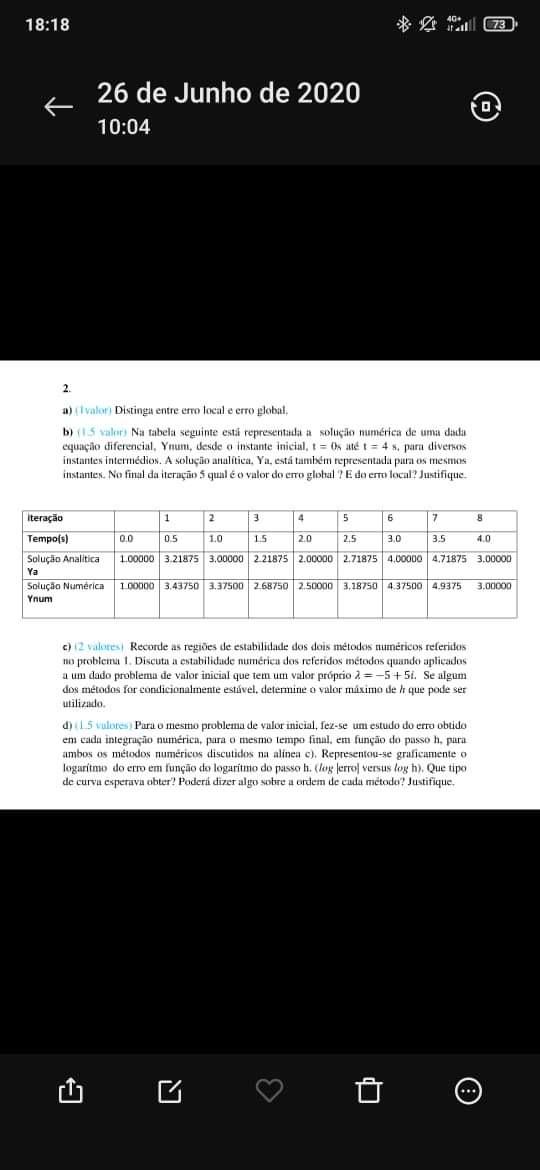 18:18
4G+
73
26 de Junho de 2020
10:04
2.
a) (1valor) Distinga entre erro local e erro global.
b) (1.5 valor) Na tabela seguinte está representada a solução numérica de uma dada
equação diferencial, Ynum, desde o instante inicial, t = 0s até t = 4 s, para diversos
instantes intermédios. A solução analítica, Ya, está também representada para os mesmos
instantes. No final da iteração 5 qual é o valor do erro global ? E do erro local? Justifique.
iteração 1 2 3 4 5 6 7 8
Tempo(s) 0.0 0.5 1.0 1.5 2.0 2.5 3.0 3.5 4.0
Solução Analítica 1.00000 3.21875 3.00000 2.21875 2.00000 2.71875 4.00000 4.71875 3.00000
Ya
Solução Numérica 1.00000 3.43750 3.37500 2.68750 2.50000 3.18750 4.37500 4.9375 3.00000
Ynum
c) (2 valores) Recorde as regiões de estabilidade dos dois métodos numéricos referidos
no problema 1. Discuta a estabilidade numérica dos referidos métodos quando aplicados
a um dado problema de valor inicial que tem um valor próprio λ = −5 + 5i. Se algum
dos métodos for condicionalmente estável, determine o valor máximo de h que pode ser
utilizado.
d) (1.5 valores) Para o mesmo problema de valor inicial, fez-se um estudo do erro obtido
em cada integração numérica, para o mesmo tempo final, em função do passo h, para
ambos os métodos numéricos discutidos na alínea c). Representou-se graficamente o
logarítmo do erro em função do logarítmo do passo h. (log |erro| versus log h). Que tipo
de curva esperava obter? Poderá dizer algo sobre a ordem de cada método? Justifique.